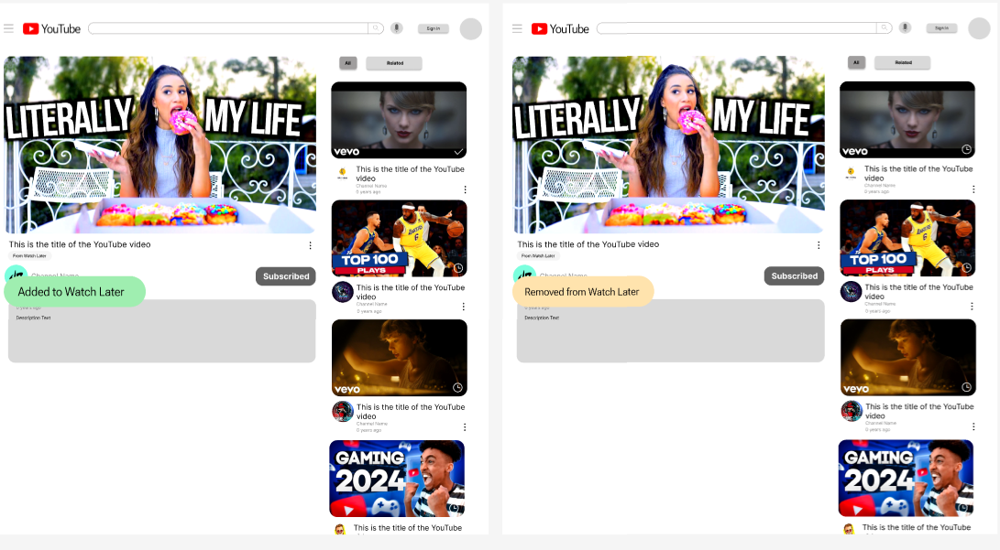 YouTube
Sign in
LITERALLY MY LIFE
This is the title of the YouTube video
From Watch Later
Channel Name
Subscribed
Added to Watch Later
0 years ago
Description Text
All
Related
vevo
This is the title of the YouTube
video
Channel Name
0 years ago
TOP 100
PLAYS
This is the title of the YouTube
video
Channel Name
0 years ago
vevo
This is the title of the YouTube
video
Channel Name
0 years ago
GAMING
2024
This is the title of the YouTube
YouTube
Sign in
LITERALLY MY LIFE
This is the title of the YouTube video
From Watch Later
Channel Name
Subscribed
Removed from Watch Later
0 years ago
Description Text
All
Related
vevo
This is the title of the YouTube
video
Channel Name
0 years ago
TOP 100
PLAYS
This is the title of the YouTube
video
Channel Name
0 years ago
vevo
This is the title of the YouTube
video
Channel Name
0 years ago
GAMING
2024
This is the title of the YouTube